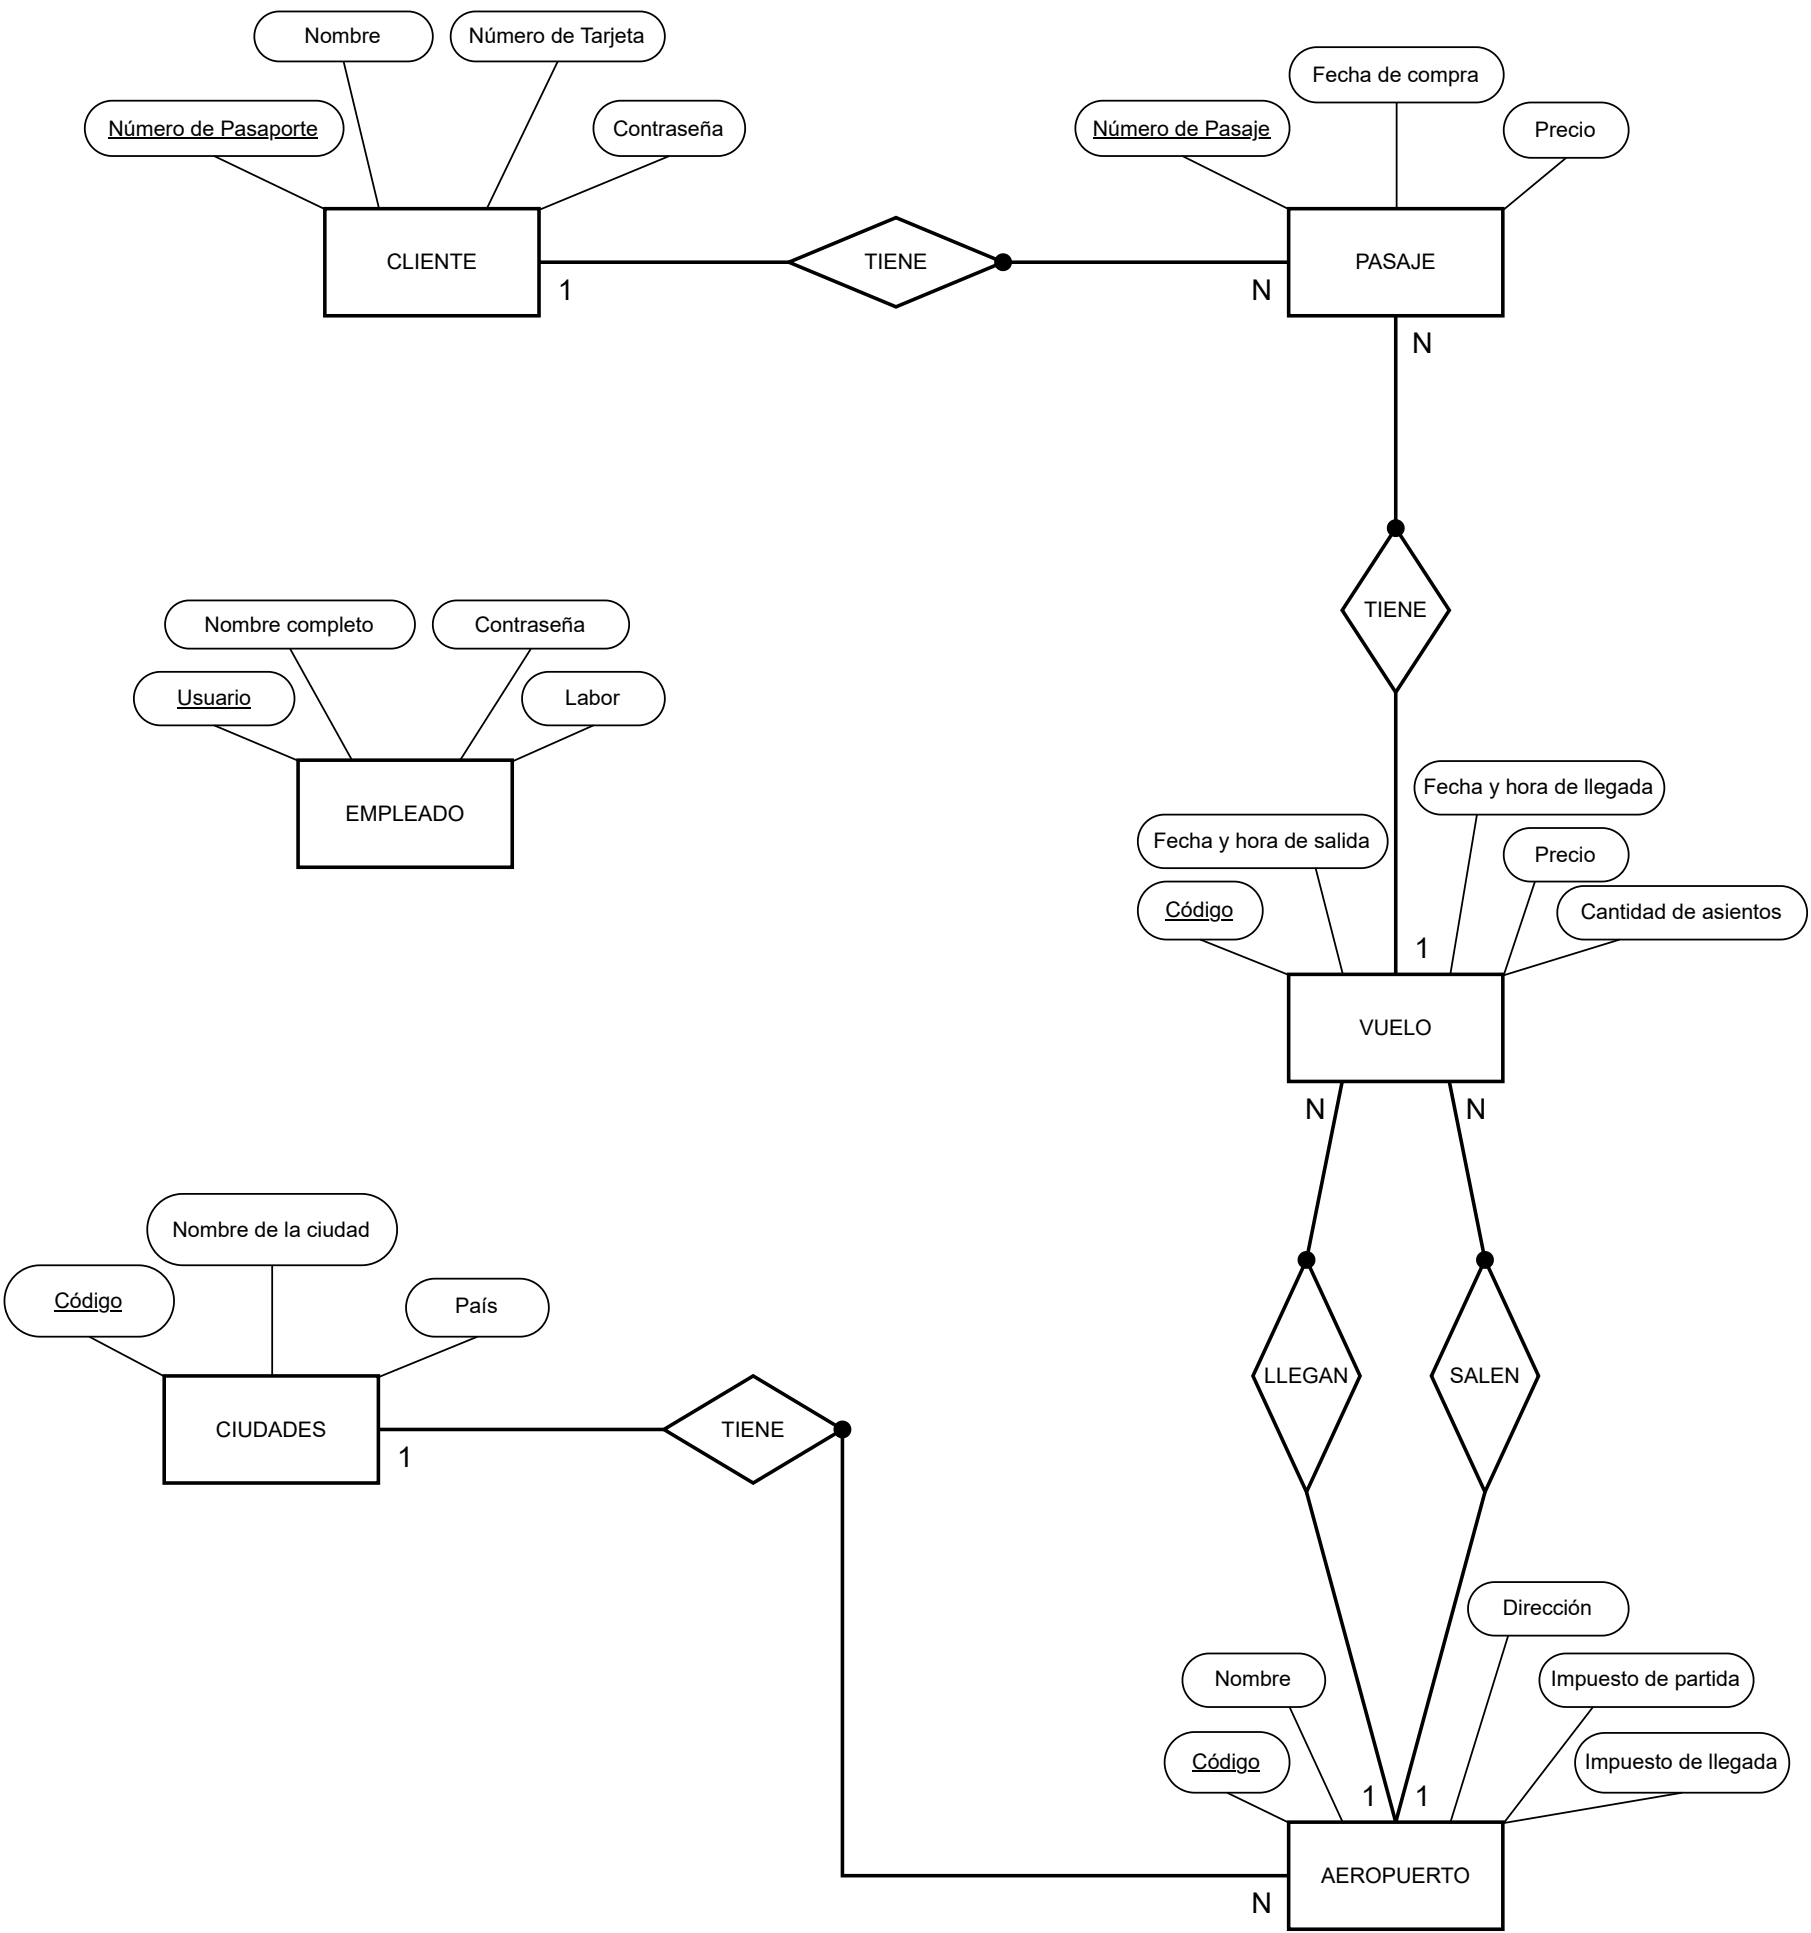 Nombre
Número de Tarjeta
Número de Pasaporte
Contraseña
Fecha de compra
Número de Pasaje
Precio
CLIENTE
TIENE
PASAJE
1
N
N
TIENE
Nombre completo
Contraseña
Usuario
Labor
EMPLEADO
Fecha y hora de llegada
Fecha y hora de salida
Precio
Código
Cantidad de asientos
1
VUELO
N
N
Nombre de la ciudad
Código
País
LLEGAN
SALEN
CIUDADES
TIENE
1
Dirección
Nombre
Impuesto de partida
Código
Impuesto de llegada
1
1
AEROPUERTO
N